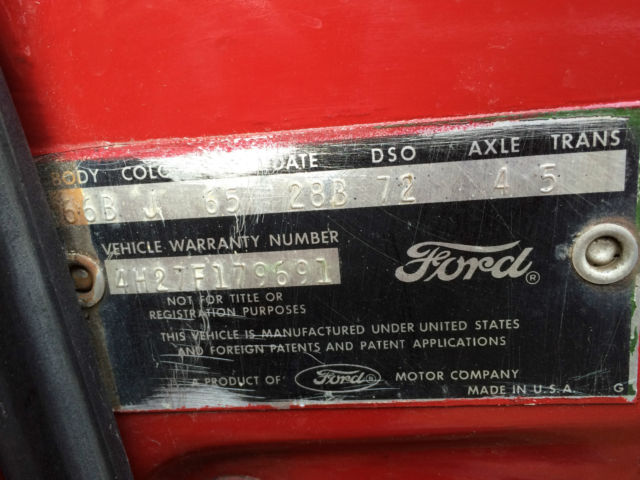 BODY COLO DATE DSO AXLE TRANS
66B J 65 28B 72 4 5
VEHICLE WARRANTY NUMBER
4H27F179691
Ford®
NOT FOR TITLE OR
REGISTRATION PURPOSES
THIS VEHICLE IS MANUFACTURED UNDER UNITED STATES
AND FOREIGN PATENTS AND PATENT APPLICATIONS
A PRODUCT OF Ford® MOTOR COMPANY
MADE IN U.S.A. G